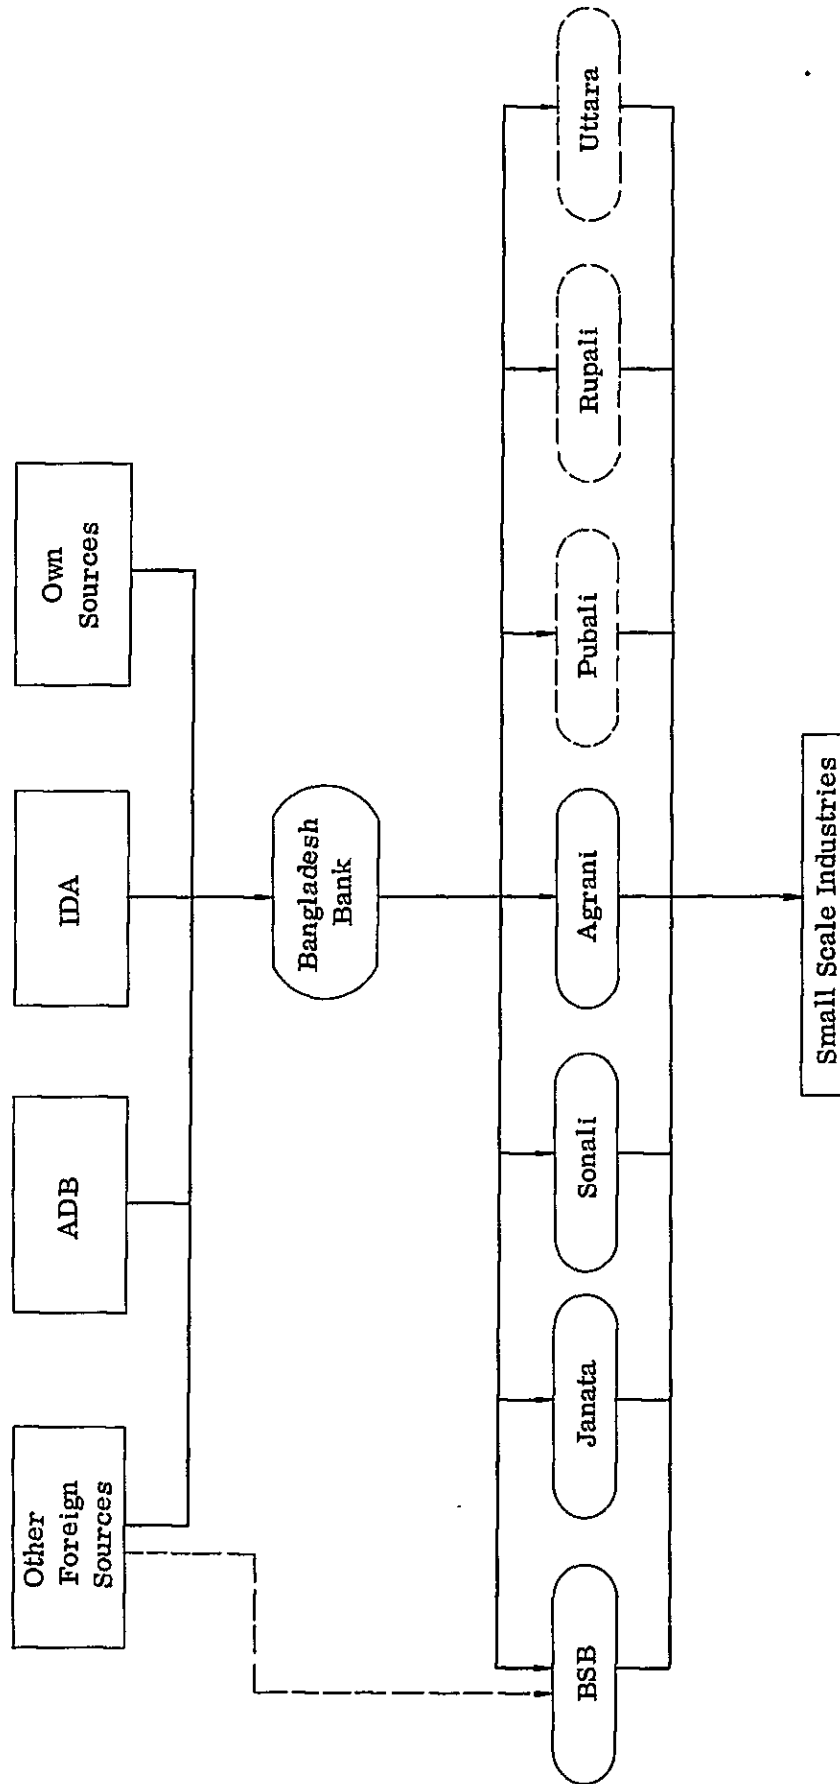 Other
Foreign
Sources
ADB
IDA
Own
Sources
Bangladesh
Bank
BSB
Janata
Sonali
Agrani
Pubali
Rupali
Uttara
Small Scale Industries